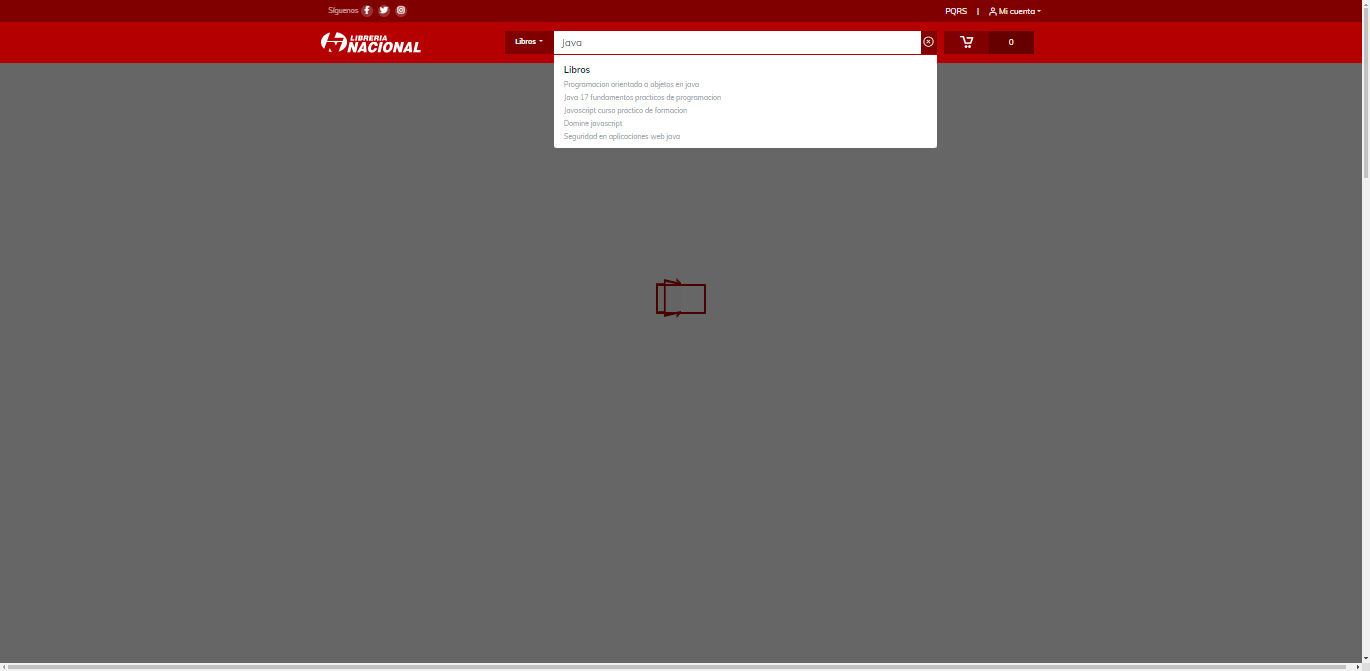 Síguenos
PQRS
Mi cuenta
LIBRERIA
NACIONAL
Libros
Java
0
Libros
Programacion orientada a objetos en java
Java 17 fundamentos practicos de programacion
Javascript curso practico de formacion
Domine javascript
Seguridad en aplicaciones web java